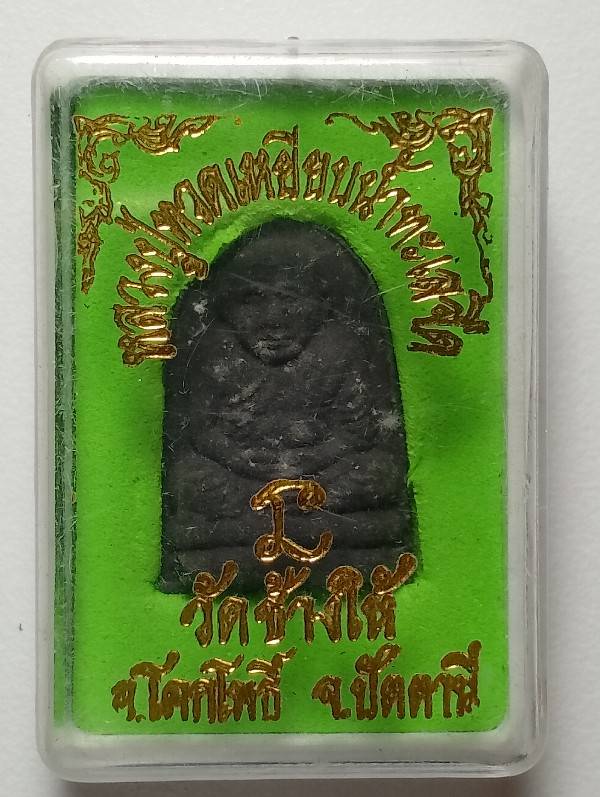 หลวงปู่ทวดเหยียบน้ำทะเลจืด
วัดช้างให้
อ.โคกโพธิ์ จ.ปัตตานี